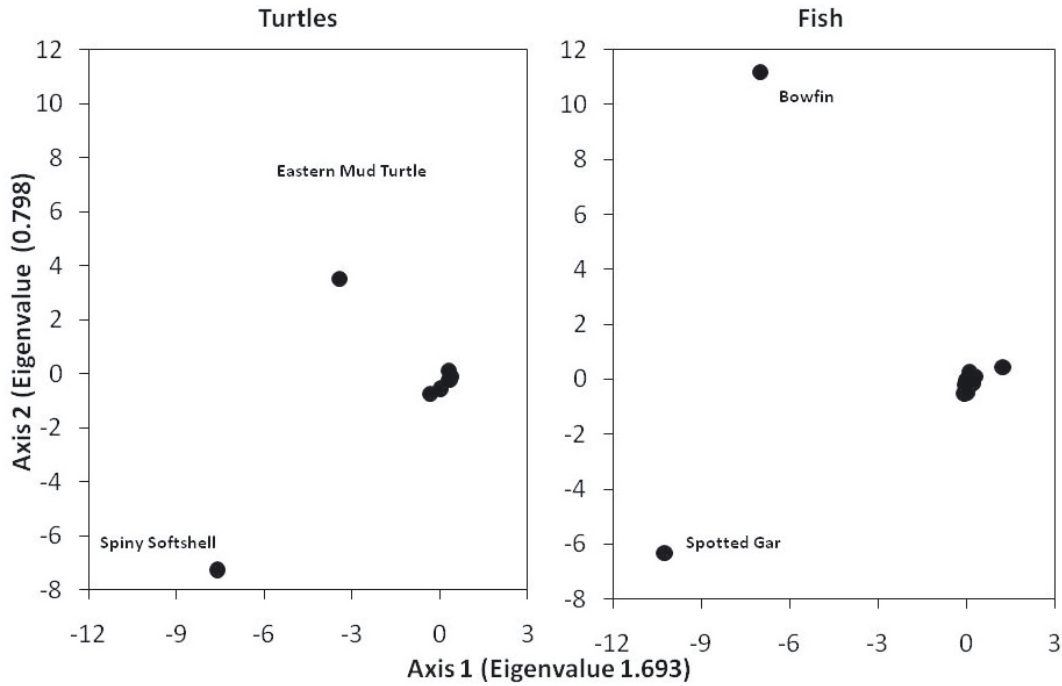 Turtles
Fish
12
10
8
6
4
2
0
-2
-4
-6
-8
12
10
8
6
4
2
0
-2
-4
-6
-8
Axis 2 (Eigenvalue (0.798)
Eastern Mud Turtle
Spiny Softshell
Bowfin
Spotted Gar
-12 -9 -6 -3 0 3
-12 -9 -6 -3 0 3
Axis 1 (Eigenvalue 1.693)